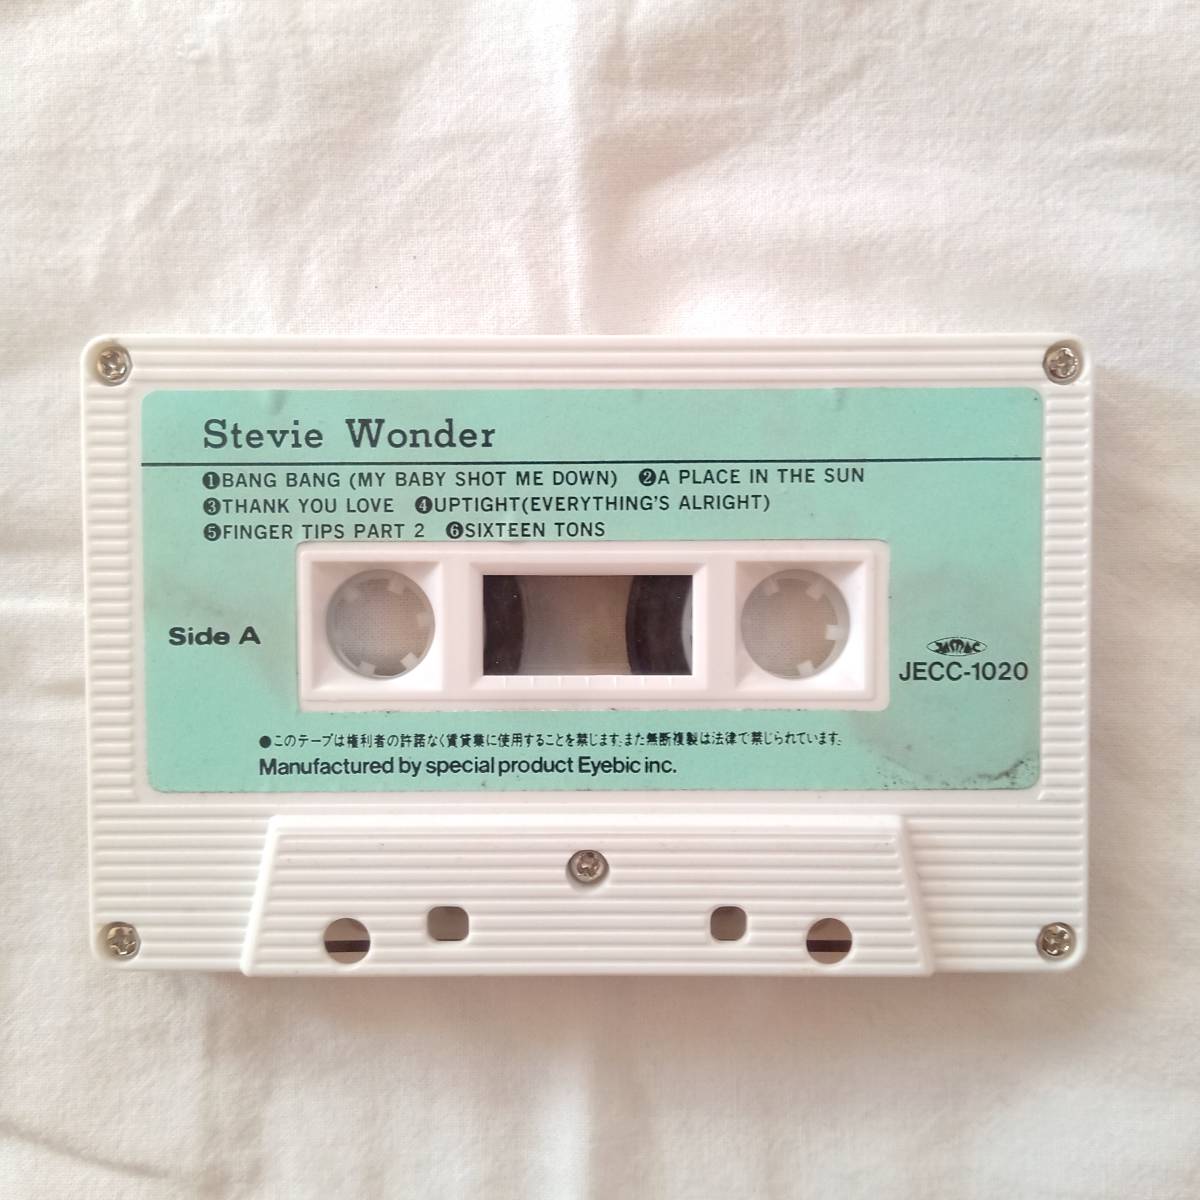 Stevie Wonder
❶BANG BANG (MY BABY SHOT ME DOWN) ❷A PLACE IN THE SUN
❸THANK YOU LOVE ❹UPTIGHT(EVERYTHING'S ALRIGHT)
❺FINGER TIPS PART 2 ❻SIXTEEN TONS
Side A
JASRAC
JECC-1020
●このテープは権利者の許諾なく賃貸業に使用することを禁じます。また無断複製は法律で禁じられています。
Manufactured by special product Eyebic inc.